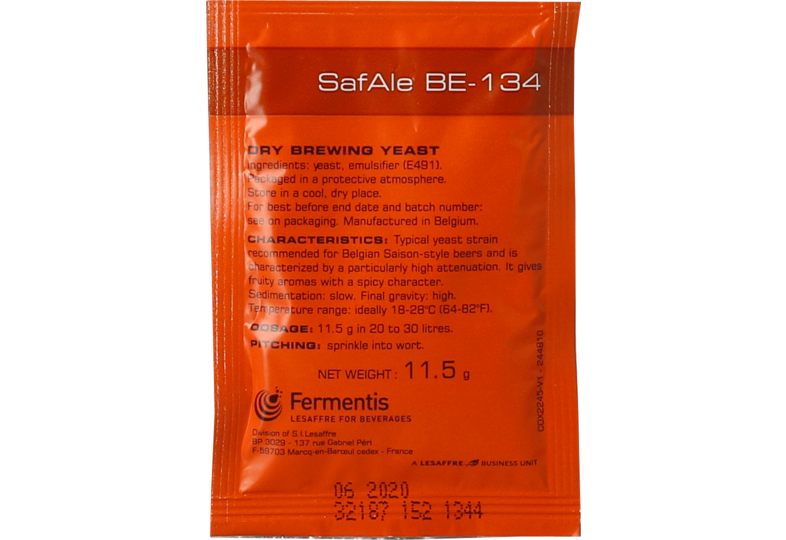 SafAle BE-134
DRY BREWING YEAST
Ingredients: yeast, emulsifier (E491).
Packaged in a protective atmosphere.
Store in a cool, dry place.
For best before end date and batch number:
see on packaging. Manufactured in Belgium.
CHARACTERISTICS: Typical yeast strain
recommended for Belgian Saison-style beers and is
characterized by a particularly high attenuation. It gives
fruity aromas with a spicy character.
Sedimentation: slow. Final gravity: high.
Temperature range: ideally 18-28°C (64-82°F).
DOSAGE: 11.5 g in 20 to 30 litres.
PITCHING: sprinkle into wort.
NET WEIGHT: 11.5 g
Fermentis
LESAFFRE FOR BEVERAGES
Division of S.I.Lesaffre
BP 3029 - 137 rue Gabriel Péri
F-59703 Marcq-en-Barœul cedex - France
A LESAFFRE BUSINESS UNIT
COX2245-V1 - 244810
06 2020
32187 152 1344